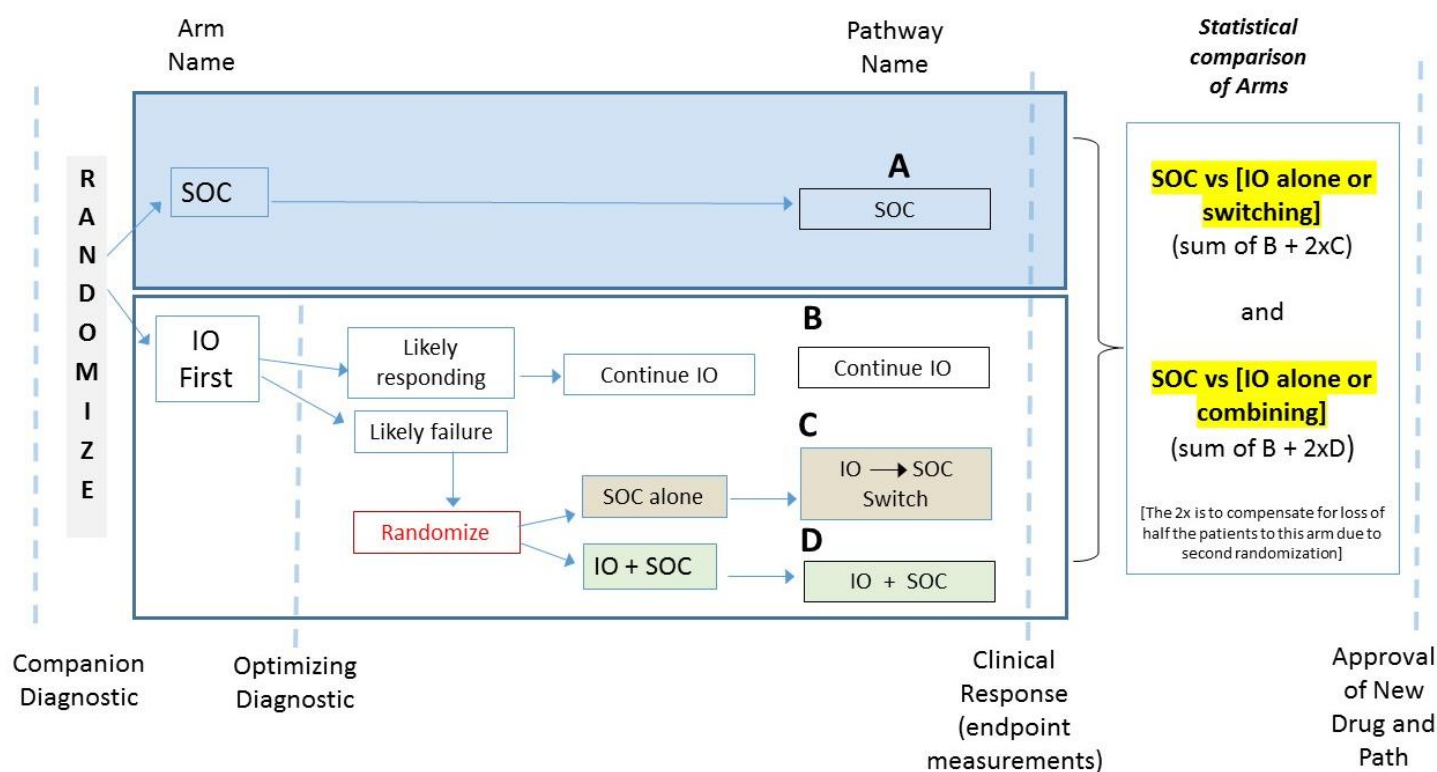 Arm
Name
Pathway
Name
Statistical
comparison
of Arms
RANDOMIZE
SOC
A
SOC
IO
First
Likely
responding
Continue IO
B
Continue IO
Likely failure
Randomize
SOC alone
C
IO → SOC
Switch
IO + SOC
D
IO + SOC
SOC vs [IO alone or
switching]
(sum of B + 2xC)
and
SOC vs [IO alone or
combining]
(sum of B + 2xD)
[The 2x is to compensate for loss of
half the patients to this arm due to
second randomization]
Companion
Diagnostic
Optimizing
Diagnostic
Clinical
Response
(endpoint
measurements)
Approval
of New
Drug and
Path